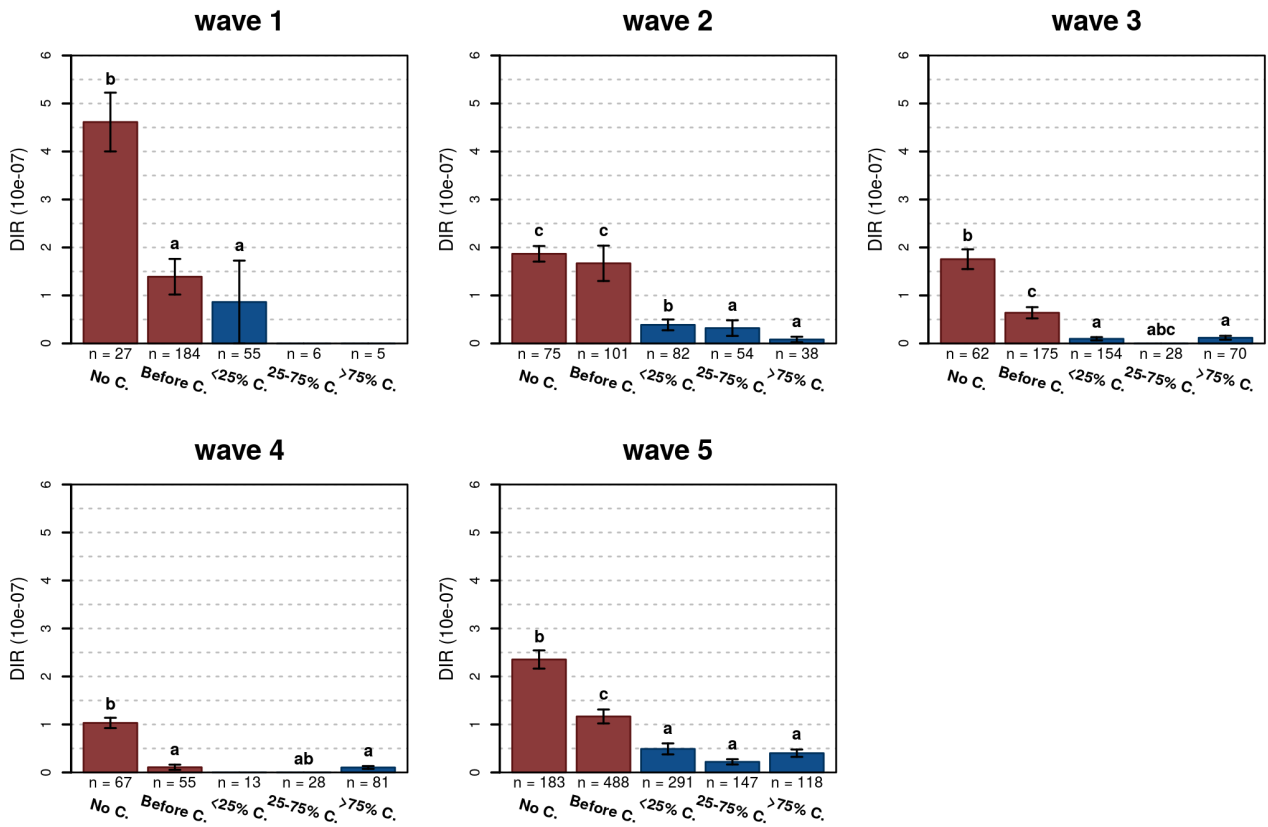 wave 1
DIR (10e-07)
6
5
4
3
2
1
0
b
a
a
n = 27 n = 184 n = 55 n = 6 n = 5
No C. Before C. <25% C. 25-75% C. >75% C.
wave 2
DIR (10e-07)
6
5
4
3
2
1
0
c
c
b
a
a
n = 75 n = 101 n = 82 n = 54 n = 38
No C. Before C. <25% C. 25-75% C. >75% C.
wave 3
DIR (10e-07)
6
5
4
3
2
1
0
b
c
a
abc
a
n = 62 n = 175 n = 154 n = 28 n = 70
No C. Before C. <25% C. 25-75% C. >75% C.
wave 4
DIR (10e-07)
6
5
4
3
2
1
0
b
a
ab
a
n = 67 n = 55 n = 13 n = 28 n = 81
No C. Before C. <25% C. 25-75% C. >75% C.
wave 5
DIR (10e-07)
6
5
4
3
2
1
0
b
c
a
a
a
n = 183 n = 488 n = 291 n = 147 n = 118
No C. Before C. <25% C. 25-75% C. >75% C.